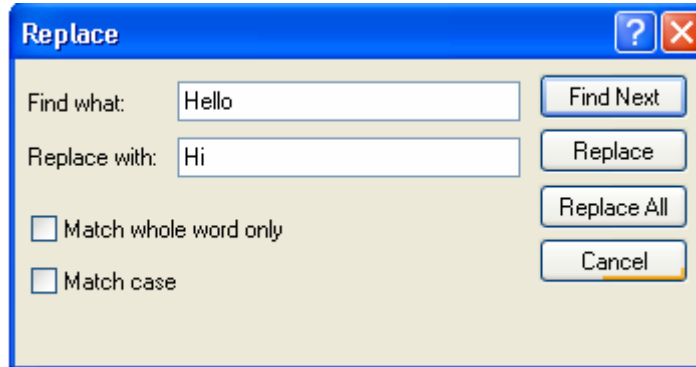 Replace
Find what: Hello
Find Next
Replace with: Hi
Replace
Replace All
Match whole word only
Cancel
Match case